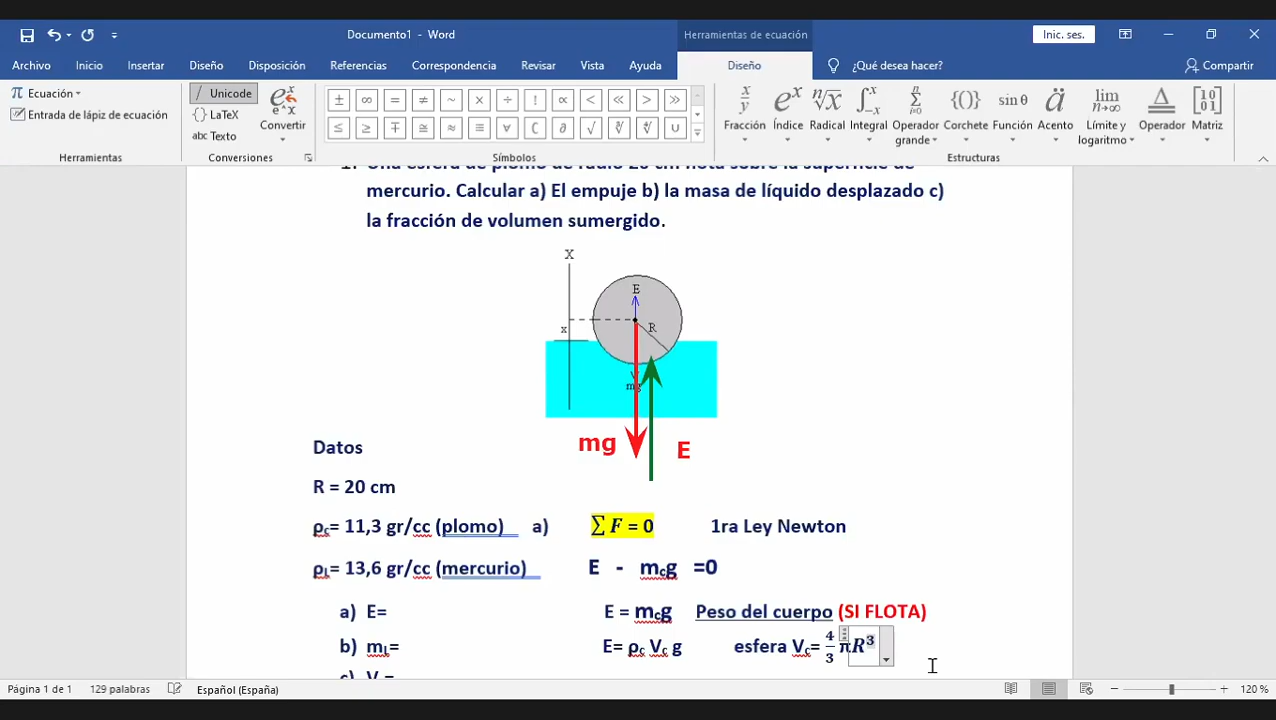 Documento1 - Word
Herramientas de ecuación
Inic. ses.
Archivo Inicio Insertar Diseño Disposición Referencias Correspondencia Revisar Vista Ayuda Diseño ¿Qué desea hacer? Compartir
π Ecuación
Entrada de lápiz de ecuación
Unicode
{} LaTeX
abc Texto
Convertir
± ∞ = ≠ ~ × ÷ ! ∝ < ≪ > ≫
≤ ≥ ∓ ≅ ≈ ≡ ∀ ∁ ∂ √ ∛ ∜ ∪
Fracción Índice Radical Integral Operador grande Corchete Función Acento Límite y logaritmo Operador Matriz
Herramientas Conversiones Símbolos Estructuras
mercurio. Calcular a) El empuje b) la masa de líquido desplazado c)
la fracción de volumen sumergido.
X
E
R
x
mg
mg E
Datos
R = 20 cm
ρc= 11,3 gr/cc (plomo) a) ∑ F = 0 1ra Ley Newton
ρL= 13,6 gr/cc (mercurio) E - mcg =0
a) E= E = mcg Peso del cuerpo (SI FLOTA)
b) mL= E= ρc Vc g esfera Vc= 4/3 πR³
Página 1 de 1 129 palabras Español (España) 120 %